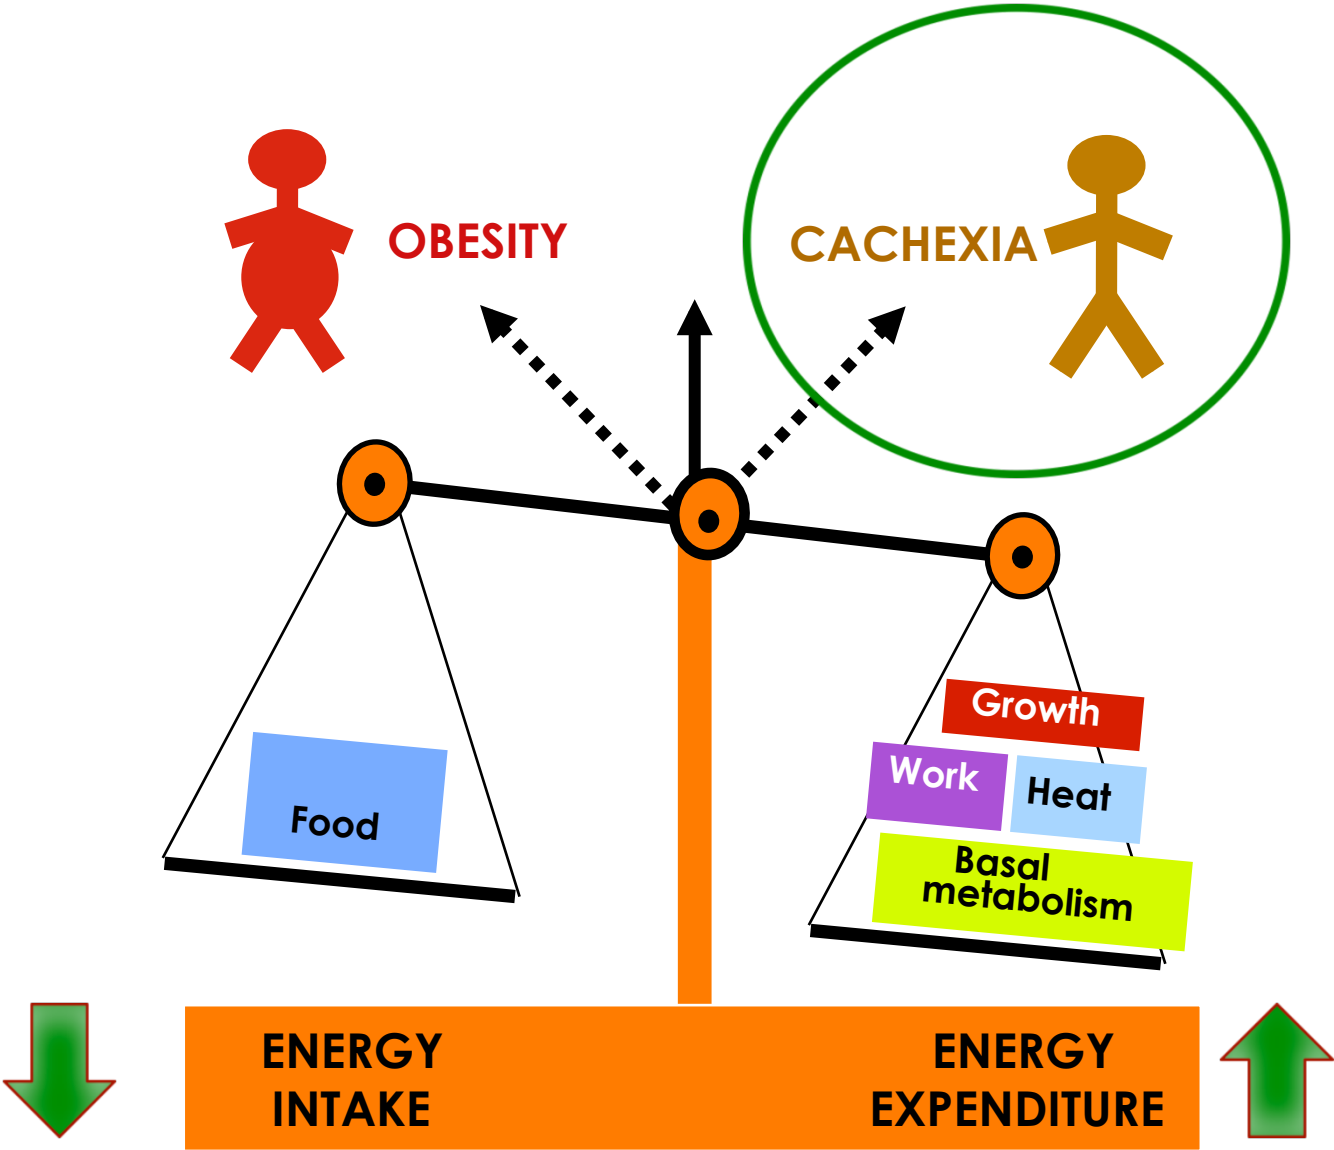 OBESITY
CACHEXIA
Growth
Work
Heat
Food
Basal
metabolism
ENERGY
INTAKE
ENERGY
EXPENDITURE